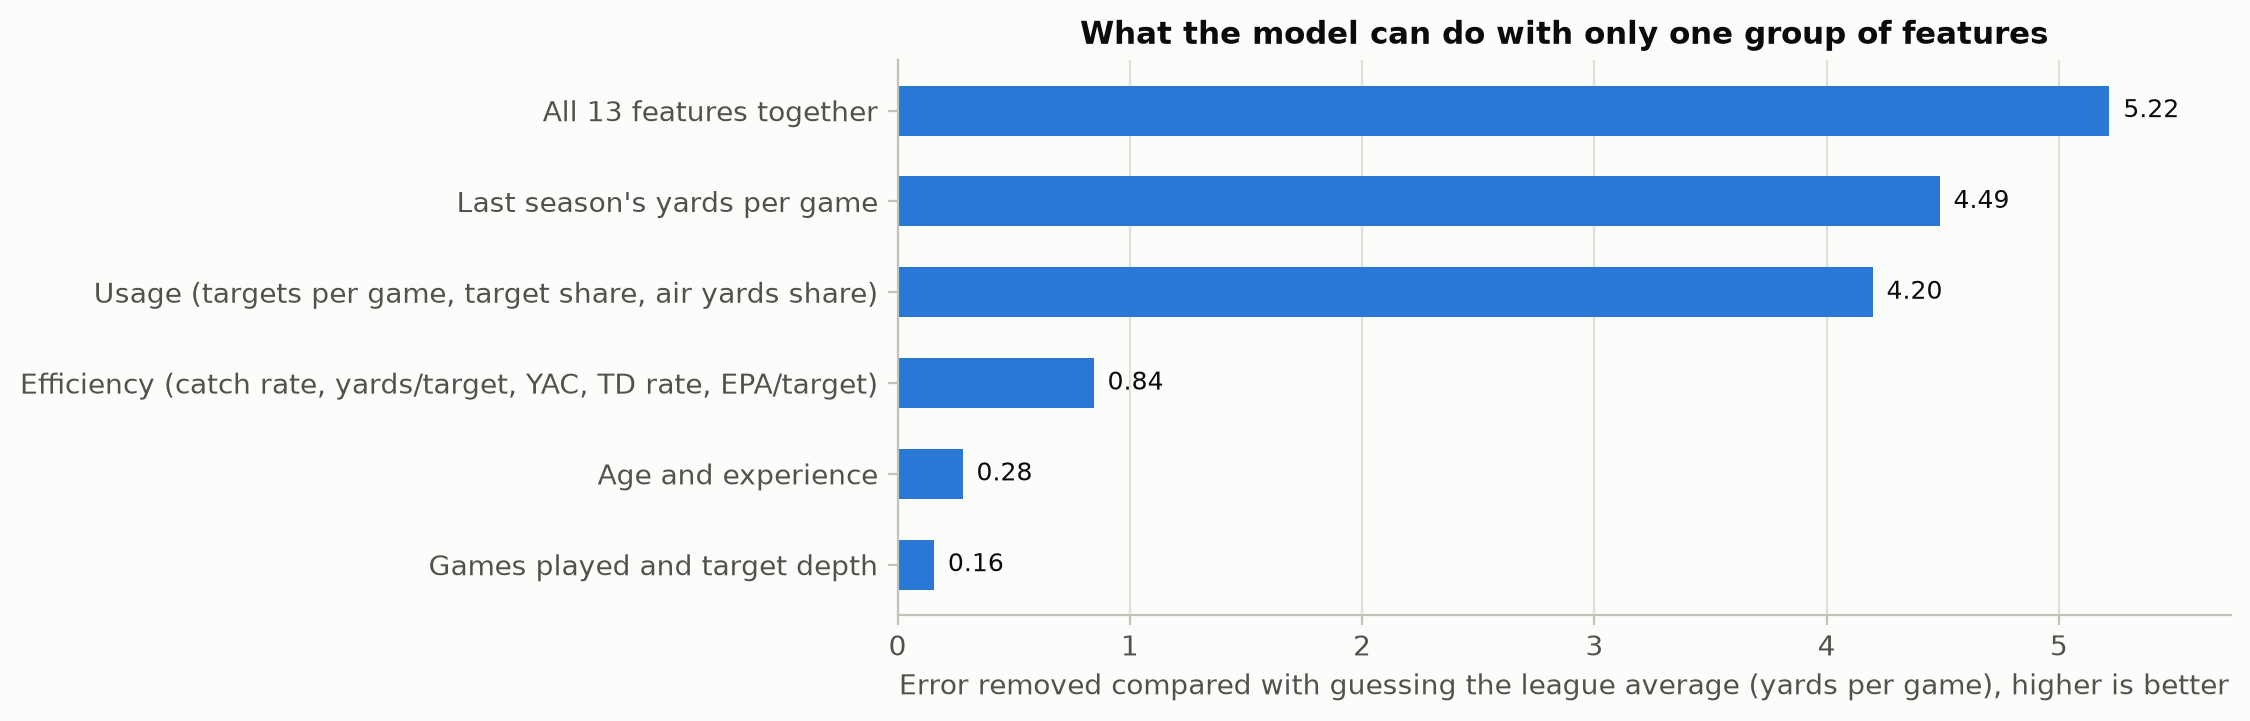 What the model can do with only one group of features
All 13 features together
5.22
Last season's yards per game
4.49
Usage (targets per game, target share, air yards share)
4.20
Efficiency (catch rate, yards/target, YAC, TD rate, EPA/target)
0.84
Age and experience
0.28
Games played and target depth
0.16
0 1 2 3 4 5
Error removed compared with guessing the league average (yards per game), higher is better